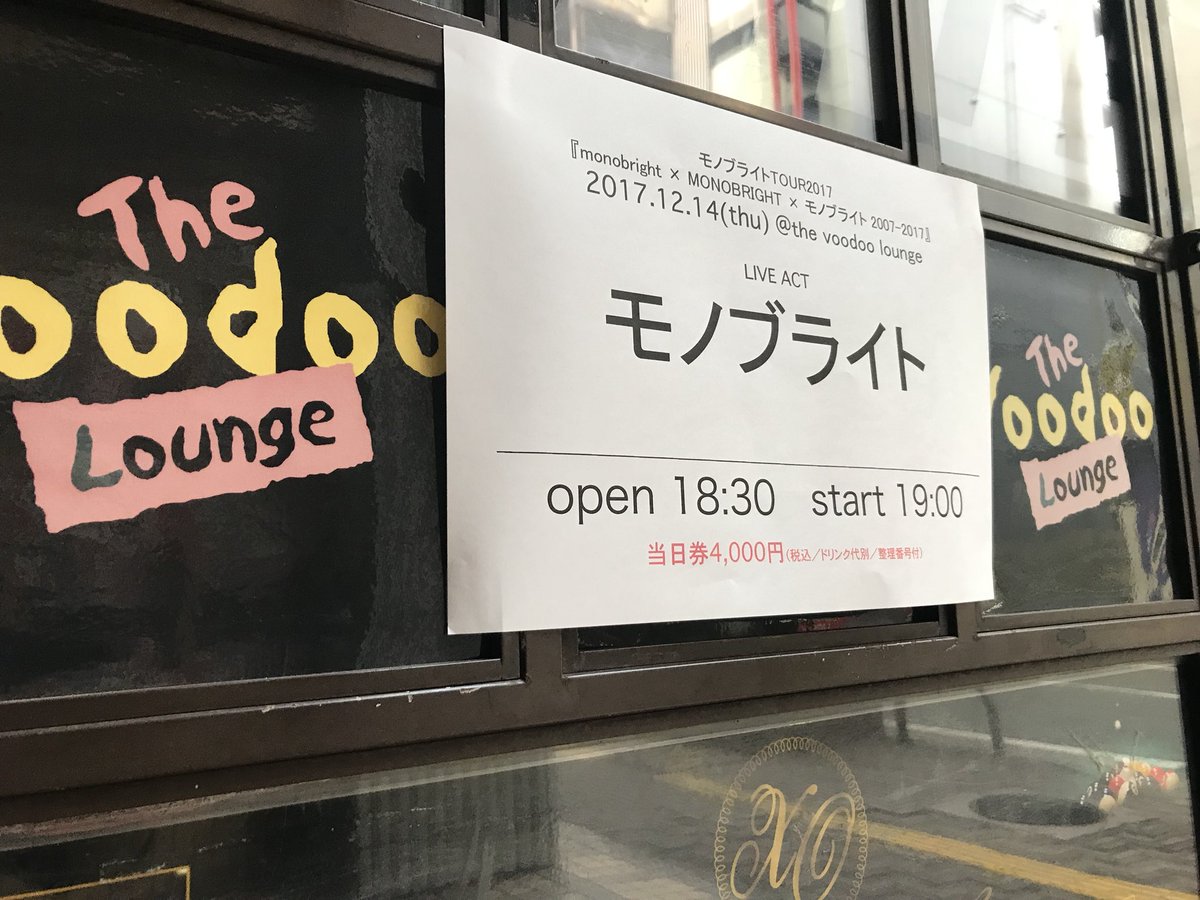 The
oodoo
Lounge
モノブライトTOUR2017
『monobright × MONOBRIGHT × モノブライト 2007-2017』
2017.12.14(thu) @the voodoo lounge
LIVE ACT
モノブライト
open 18:30 start 19:00
当日券4,000円(税込/ドリンク代別/整理番号付)
The
Voodoo
Lounge
XO